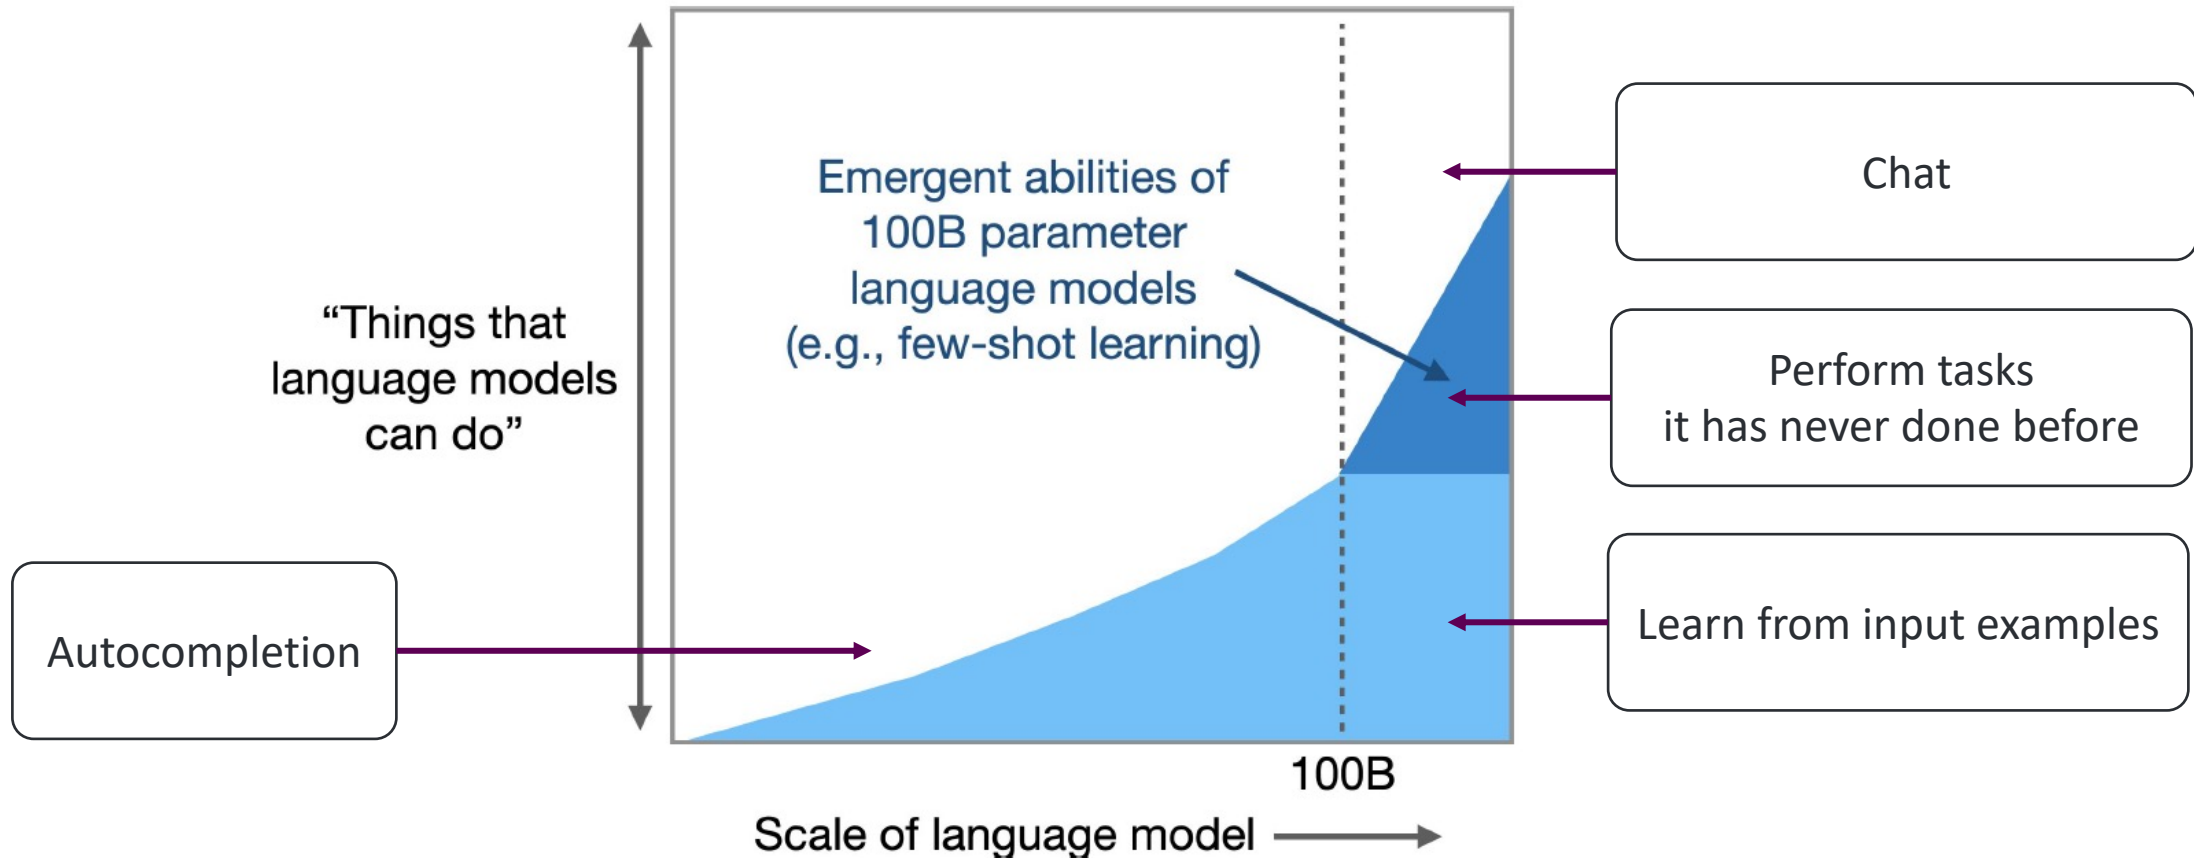 Emergent abilities of
100B parameter
language models
(e.g., few-shot learning)
“Things that
language models
can do”
Autocompletion
Chat
Perform tasks
it has never done before
Learn from input examples
100B
Scale of language model